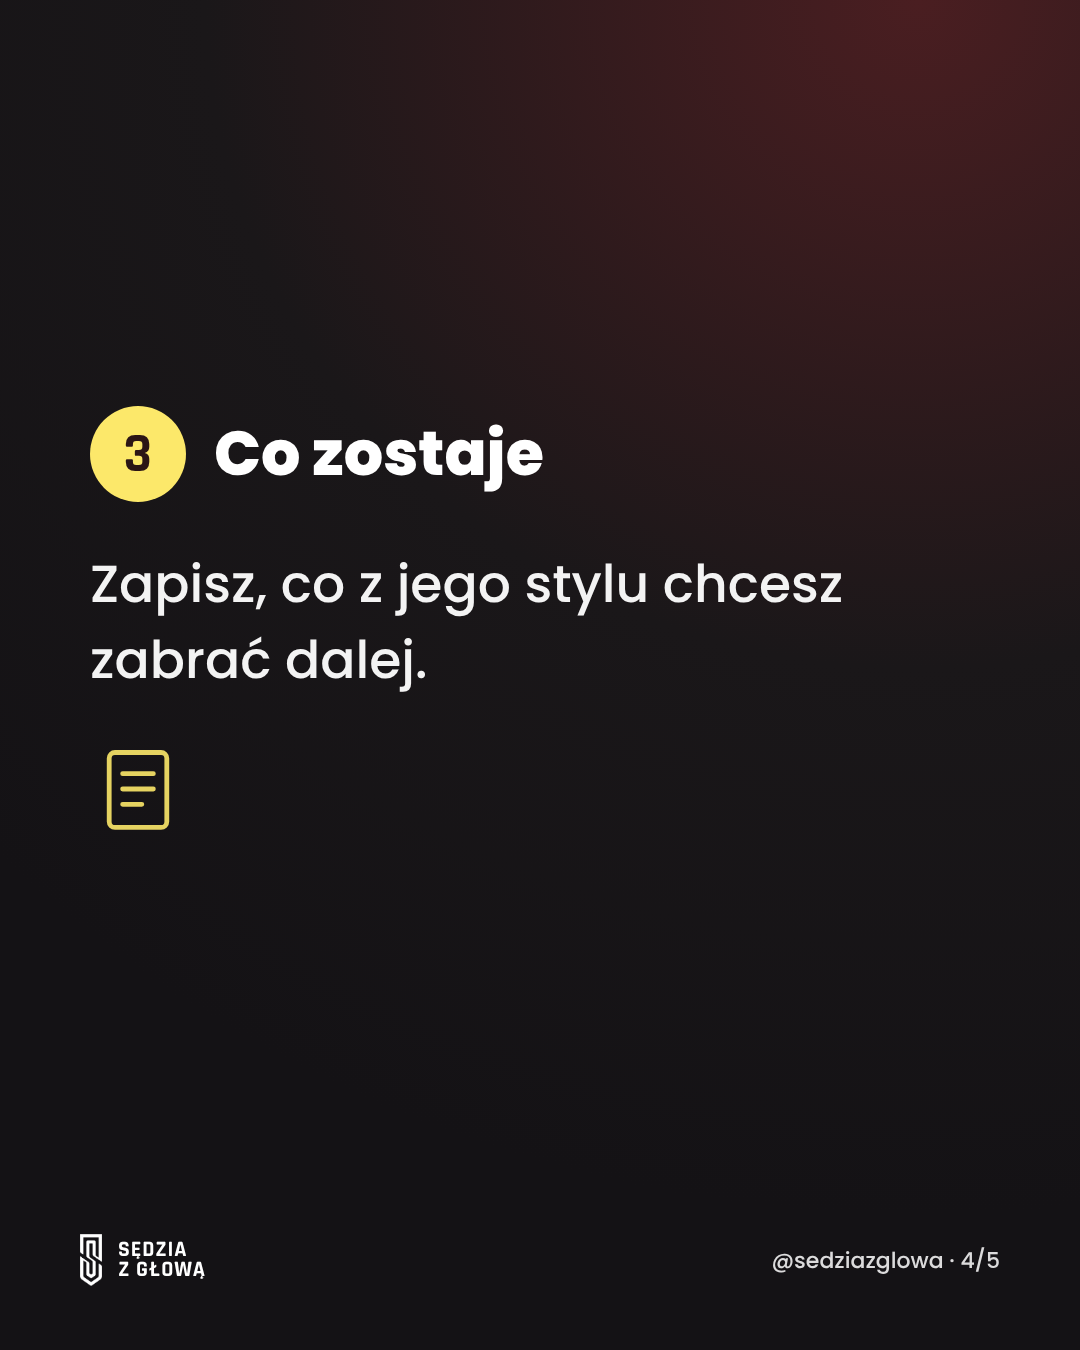 3 Co zostaje
Zapisz, co z jego stylu chcesz
zabrać dalej.
SĘDZIA
Z GŁOWĄ
@sedziazglowa · 4/5